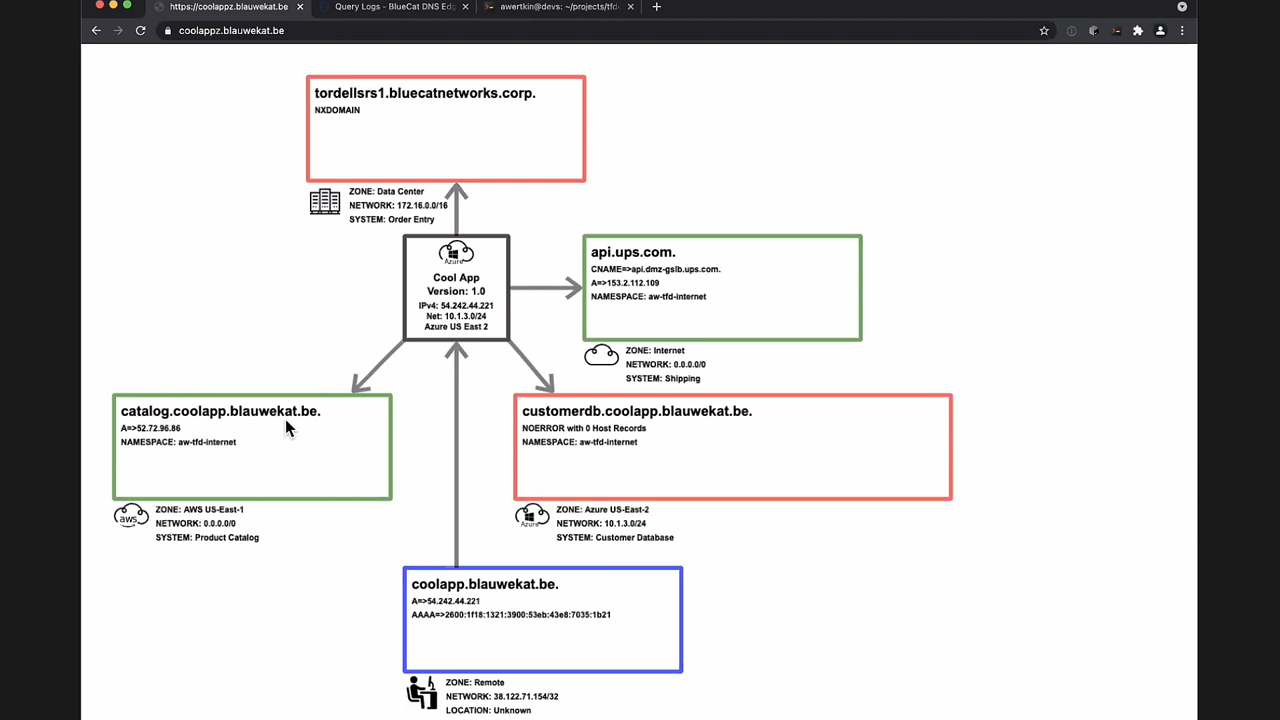 https://coolappz.blauwekat.be
Query Logs - BlueCat DNS Edg
awertkin@devs: ~/projects/tfd-
coolappz.blauwekat.be
tordellsrs1.bluecatnetworks.corp.
NXDOMAIN
ZONE: Data Center
NETWORK: 172.16.0.0/16
SYSTEM: Order Entry
Azure
Cool App
Version: 1.0
IPv4: 54.242.44.221
Net: 10.1.3.0/24
Azure US East 2
api.ups.com.
CNAME=>api.dmz-gslb.ups.com.
A=>153.2.112.109
NAMESPACE: aw-tfd-internet
ZONE: Internet
NETWORK: 0.0.0.0/0
SYSTEM: Shipping
catalog.coolapp.blauwekat.be.
A=>52.72.96.86
NAMESPACE: aw-tfd-internet
aws
ZONE: AWS US-East-1
NETWORK: 0.0.0.0/0
SYSTEM: Product Catalog
customerdb.coolapp.blauwekat.be.
NOERROR with 0 Host Records
NAMESPACE: aw-tfd-internet
Azure
ZONE: Azure US-East-2
NETWORK: 10.1.3.0/24
SYSTEM: Customer Database
coolapp.blauwekat.be.
A=>54.242.44.221
AAAA=>2600:1f18:1321:3900:53eb:43e8:7035:1b21
ZONE: Remote
NETWORK: 38.122.71.154/32
LOCATION: Unknown